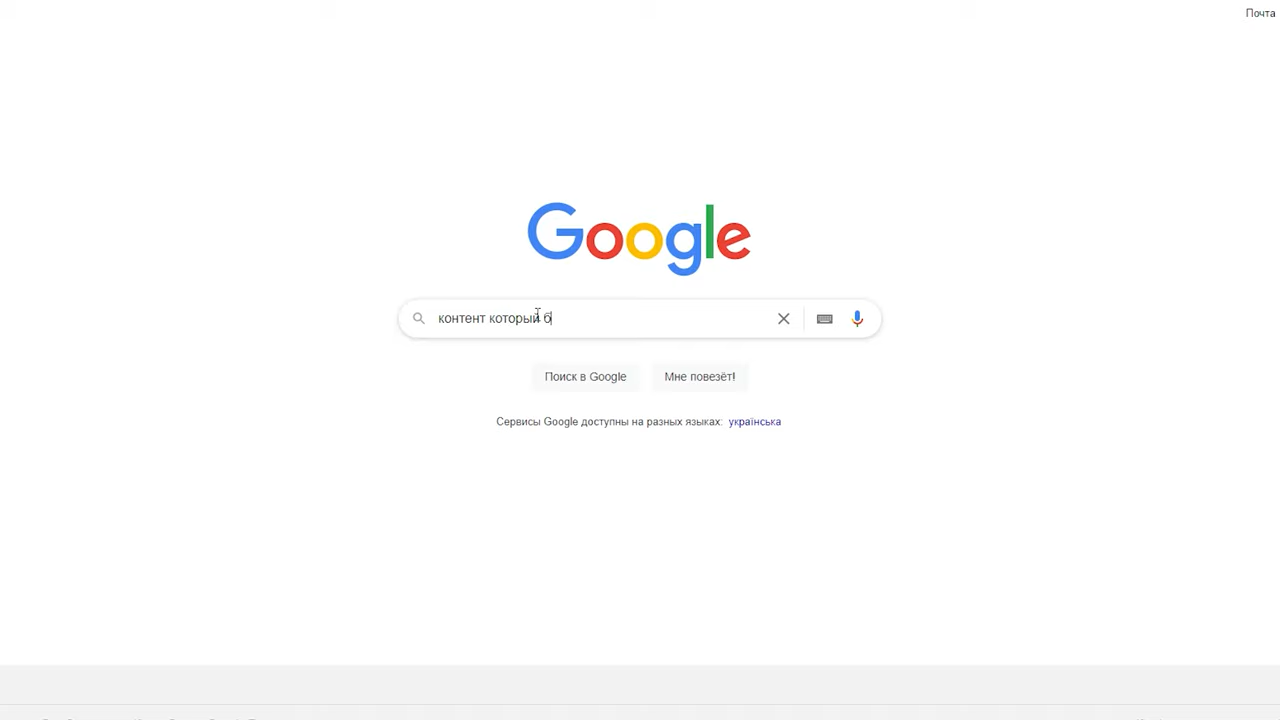 Почта
Google
контент который б
Поиск в Google
Мне повезёт!
Сервисы Google доступны на разных языках: українська